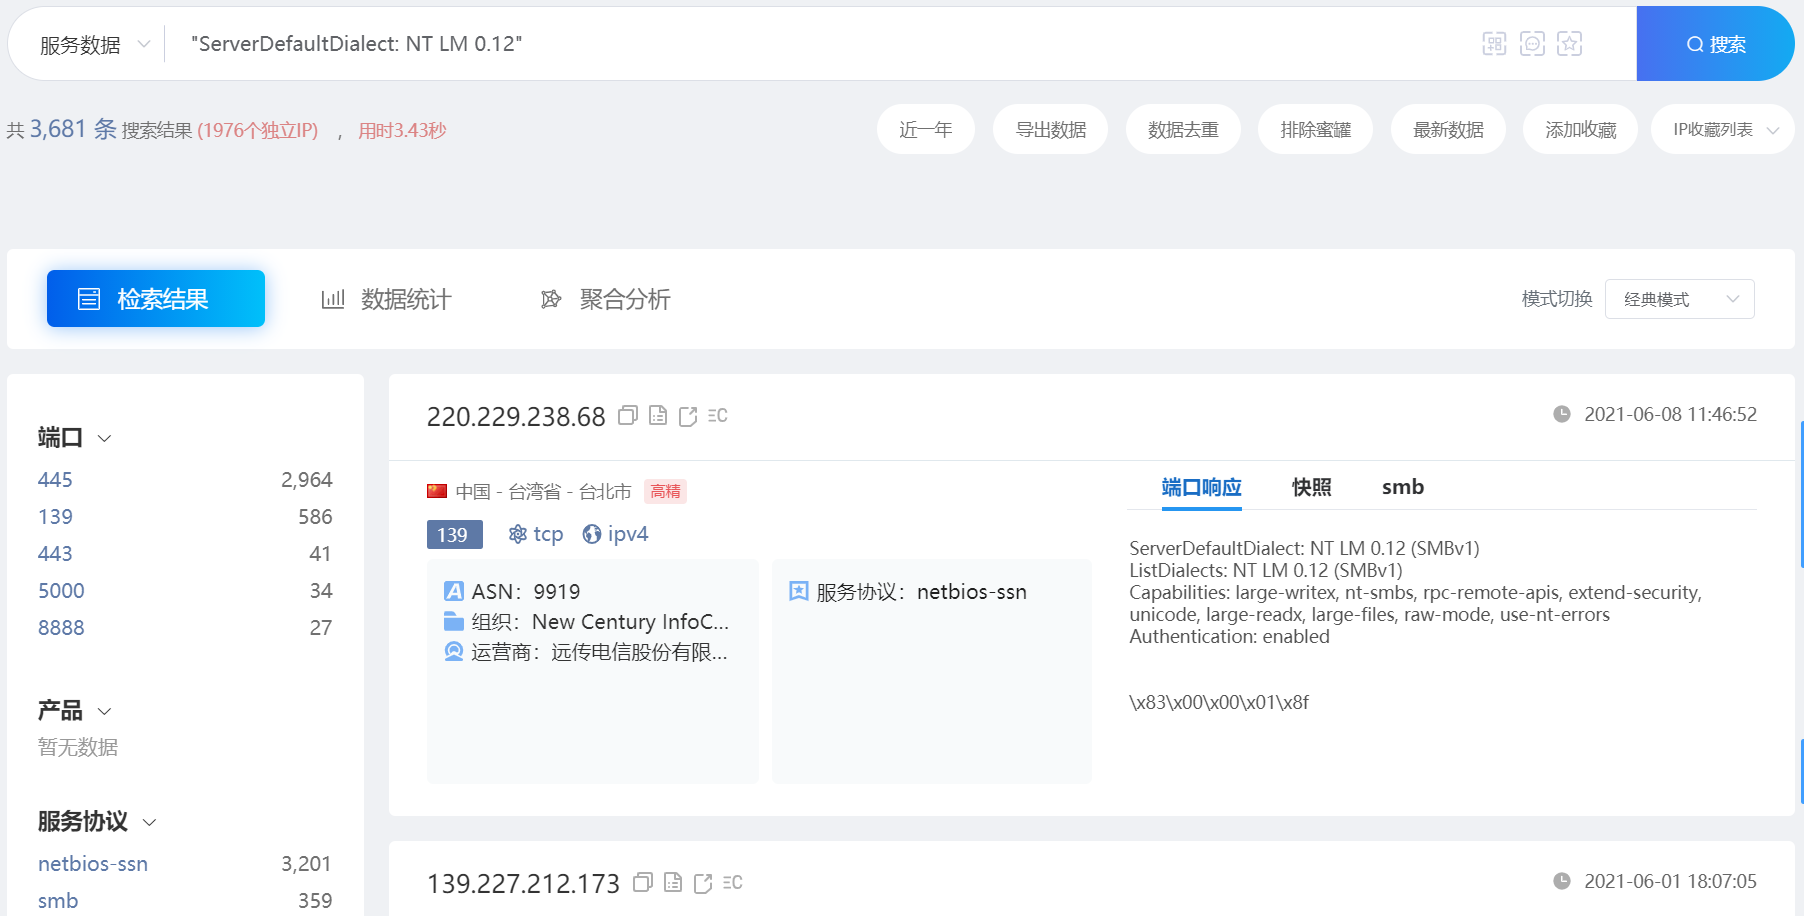 服务数据 "ServerDefaultDialect: NT LM 0.12" 搜索
共 3,681 条 搜索结果 (1976个独立IP) ， 用时3.43秒 近一年 导出数据 数据去重 排除蜜罐 最新数据 添加收藏 IP收藏列表
检索结果 数据统计 聚合分析 模式切换 经典模式
端口
445 2,964
139 586
443 41
5000 34
8888 27
产品
暂无数据
服务协议
netbios-ssn 3,201
smb 359
220.229.238.68 ΞC 2021-06-08 11:46:52
中国 - 台湾省 - 台北市 高精
139 tcp ipv4
ASN：9919
组织：New Century InfoC...
运营商：远传电信股份有限...
服务协议：netbios-ssn
端口响应 快照 smb
ServerDefaultDialect: NT LM 0.12 (SMBv1)
ListDialects: NT LM 0.12 (SMBv1)
Capabilities: large-writex, nt-smbs, rpc-remote-apis, extend-security,
unicode, large-readx, large-files, raw-mode, use-nt-errors
Authentication: enabled
\x83\x00\x00\x01\x8f
139.227.212.173 ΞC 2021-06-01 18:07:05